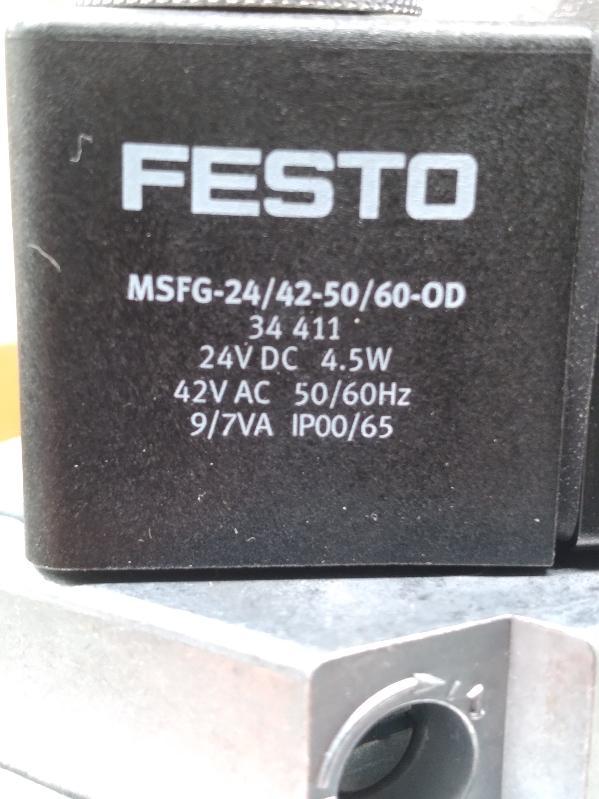 FESTO
MSFG-24/42-50/60-OD
34 411
24V DC 4.5W
42V AC 50/60Hz
9/7VA IP00/65
1